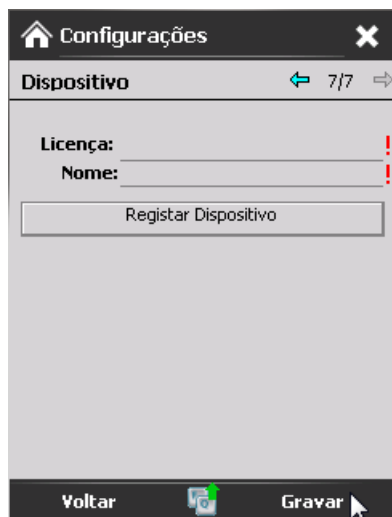 Configurações
Dispositivo 7/7
Licença: !
Nome: !
Registar Dispositivo
Voltar Gravar